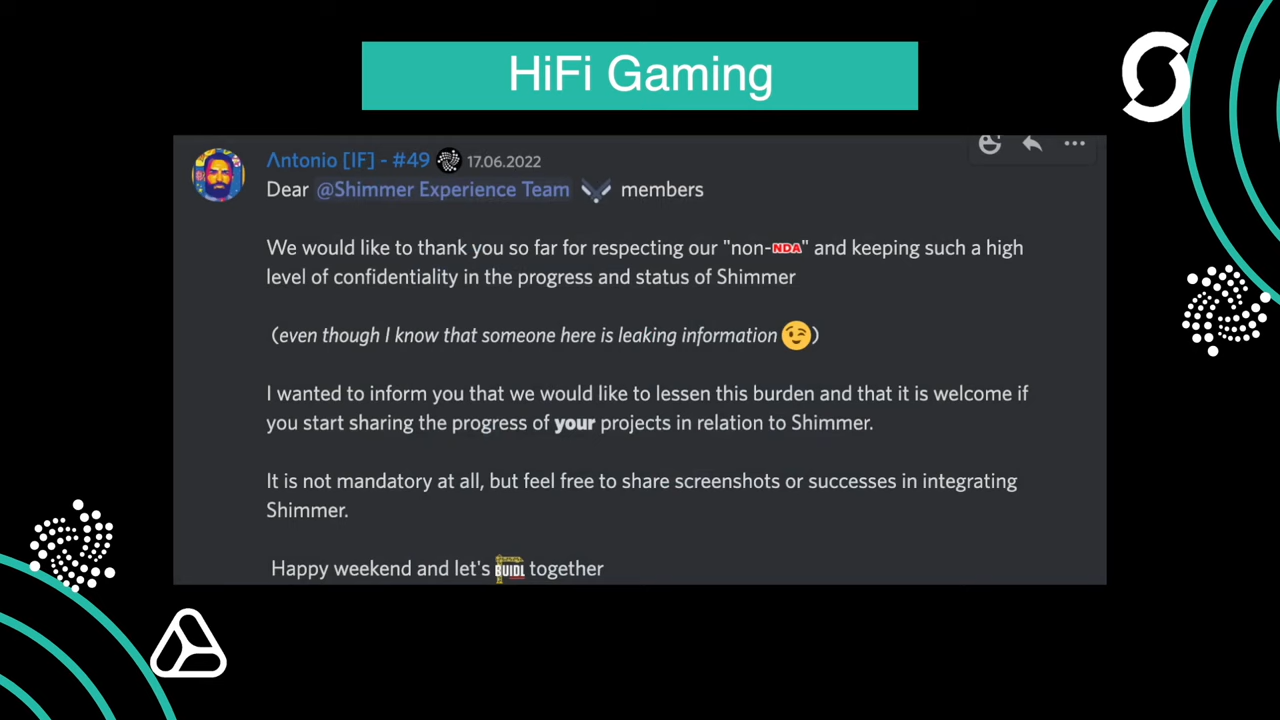 HiFi Gaming
Λntonio [IF] - #49 17.06.2022
Dear @Shimmer Experience Team members
We would like to thank you so far for respecting our "non-NDA" and keeping such a high
level of confidentiality in the progress and status of Shimmer
(even though I know that someone here is leaking information 😉)
I wanted to inform you that we would like to lessen this burden and that it is welcome if
you start sharing the progress of your projects in relation to Shimmer.
It is not mandatory at all, but feel free to share screenshots or successes in integrating
Shimmer.
Happy weekend and let's BUIDL together